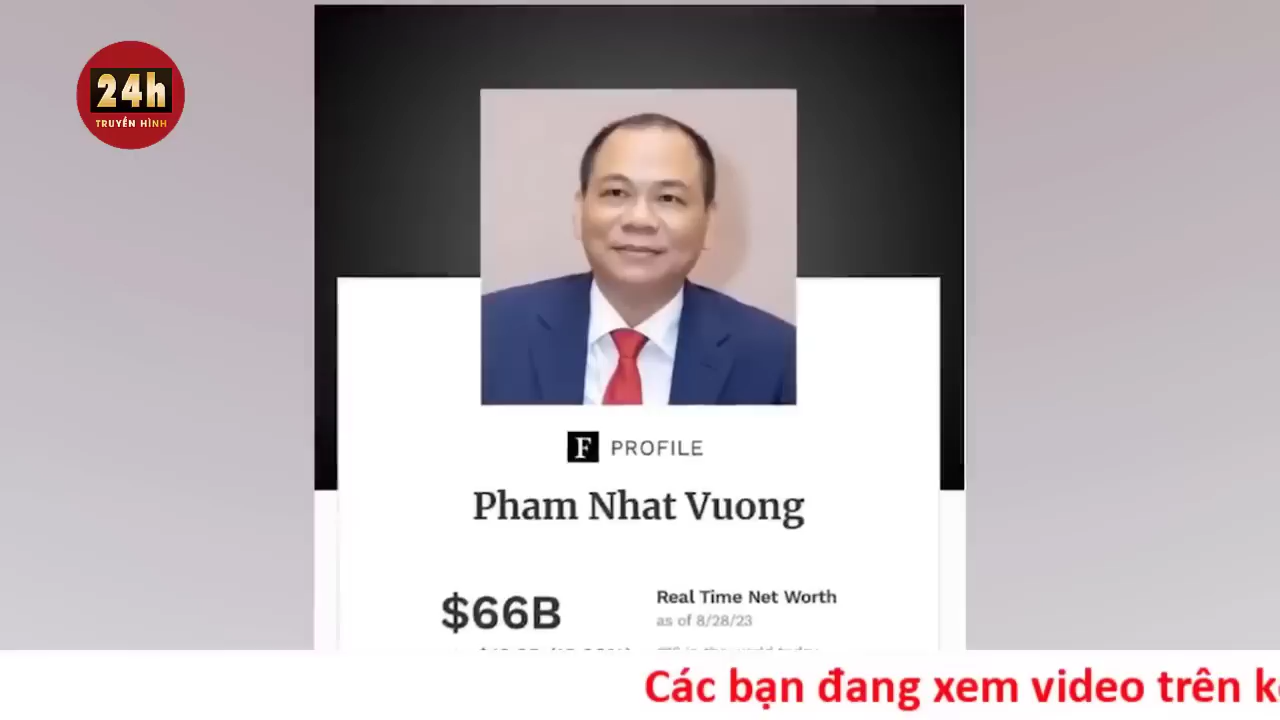 24h
TRUYỀN HÌNH
F PROFILE
Pham Nhat Vuong
$66B
Real Time Net Worth
as of 8/28/23
Các bạn đang xem video trên